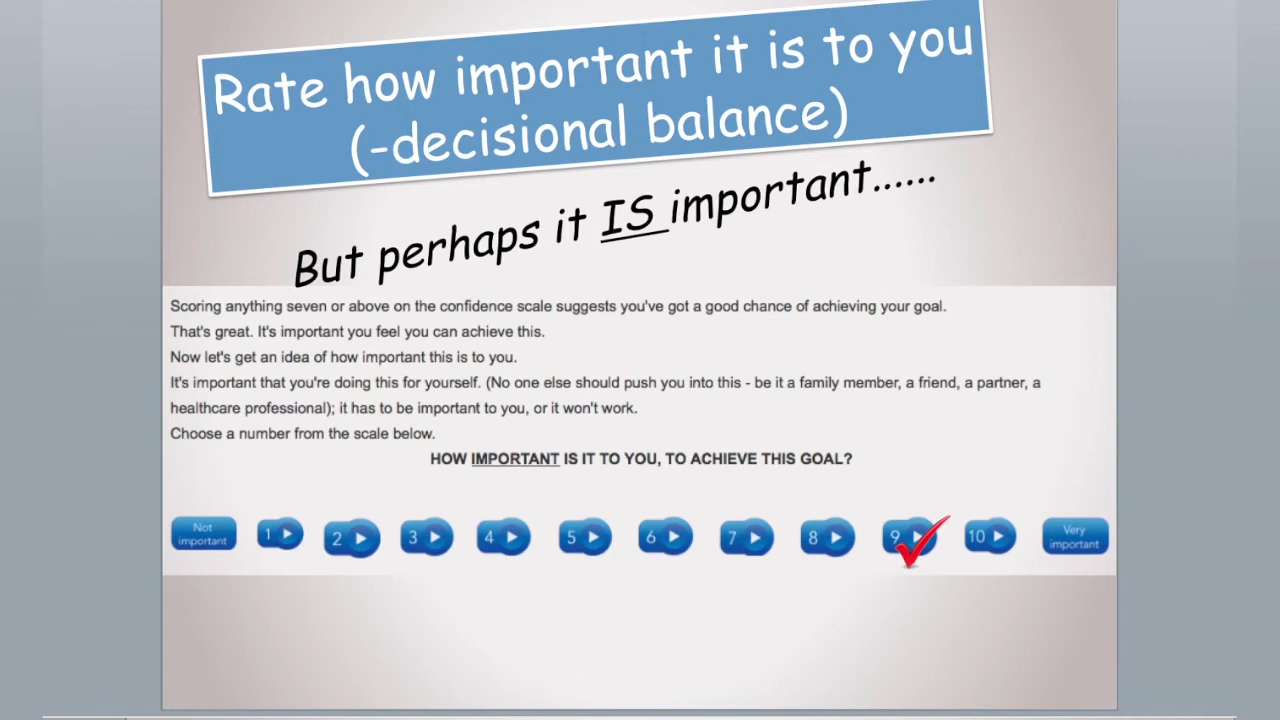 Rate how important it is to you
(-decisional balance)
But perhaps it IS important......
Scoring anything seven or above on the confidence scale suggests you've got a good chance of achieving your goal.
That's great. It's important you feel you can achieve this.
Now let's get an idea of how important this is to you.
It's important that you're doing this for yourself. (No one else should push you into this - be it a family member, a friend, a partner, a
healthcare professional); it has to be important to you, or it won't work.
Choose a number from the scale below.
HOW IMPORTANT IS IT TO YOU, TO ACHIEVE THIS GOAL?
Not important 1 2 3 4 5 6 7 8 9 10 Very important